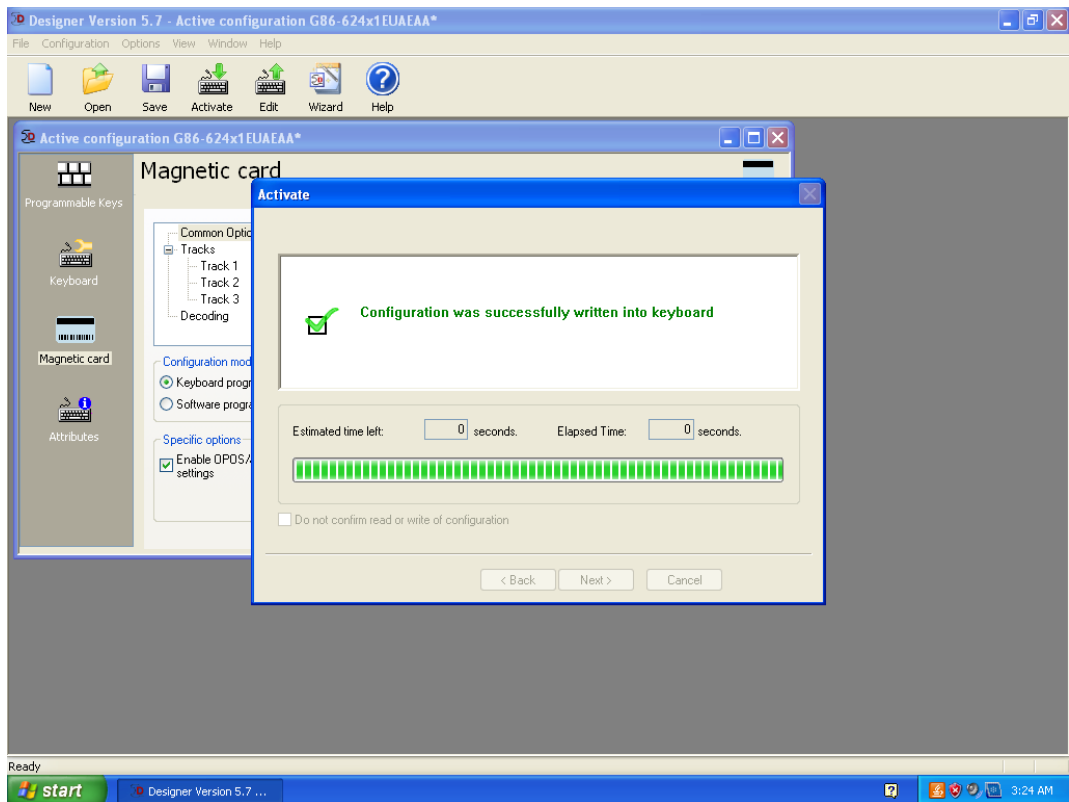 Designer Version 5.7 - Active configuration G86-624x1EUAEAA*
File Configuration Options View Window Help
New Open Save Activate Edit Wizard Help
Active configuration G86-624x1EUAEAA*
Programmable Keys
Keyboard
Magnetic card
Attributes
Magnetic card
Common Optio
Tracks
Track 1
Track 2
Track 3
Decoding
Configuration mod
Keyboard progr
Software progra
Specific options
Enable OPOS/
settings
Activate
Configuration was successfully written into keyboard
Estimated time left: 0 seconds. Elapsed Time: 0 seconds.
Do not confirm read or write of configuration
< Back Next > Cancel
Ready
start Designer Version 5.7 ... 3:24 AM